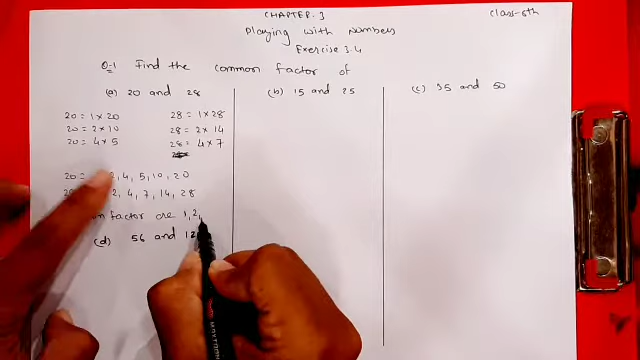 CHAPTER. 3
Class-6th
Playing with Numbers
Exercise 3.4
Q.1 Find the common factor of
(a) 20 and 28
(b) 15 and 25
(c) 35 and 50
20 = 1 × 20
28 = 1 × 28
20 = 2 × 10
28 = 2 × 14
20 = 4 × 5
28 = 4 × 7
20 = 2, 4, 5, 10, 20
2, 4, 7, 14, 28
factor are 1, 2,
(d) 56 and